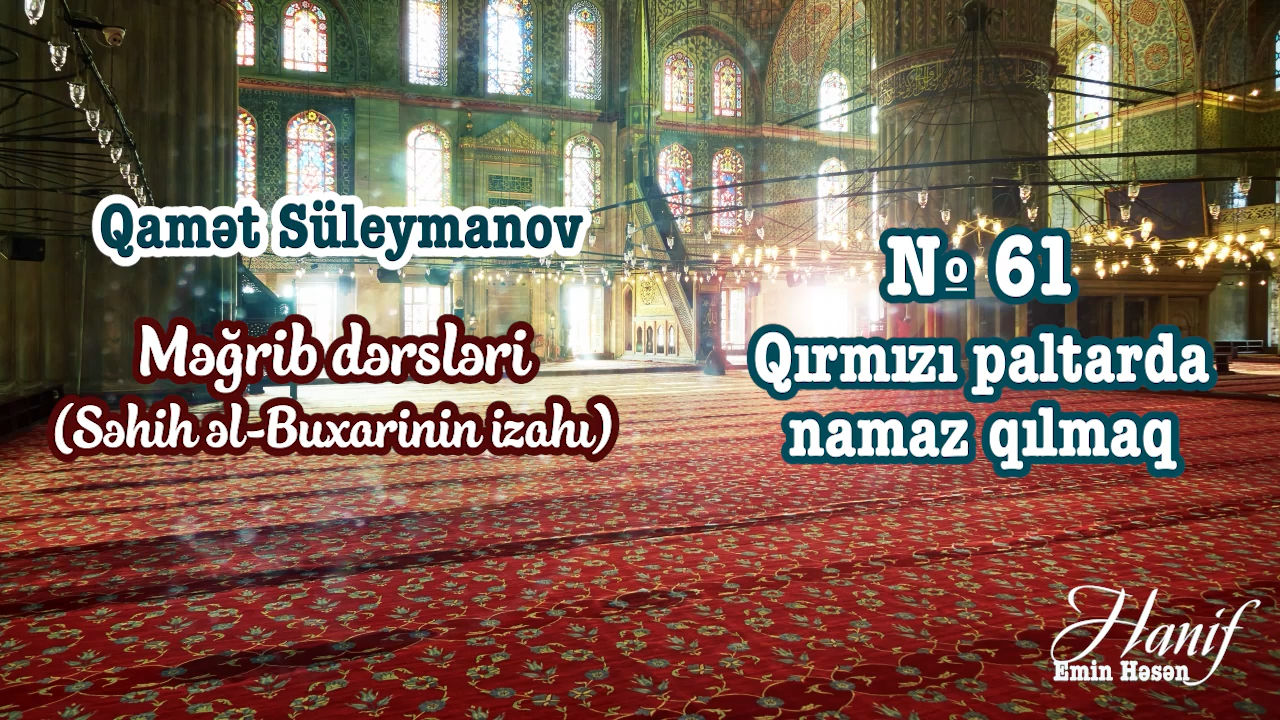 Qamət Süleymanov
Məğrib dərsləri
(Səhih əl-Buxarinin izahı)
№ 61
Qırmızı paltarda
namaz qılmaq
Hanif
Emin Həsən